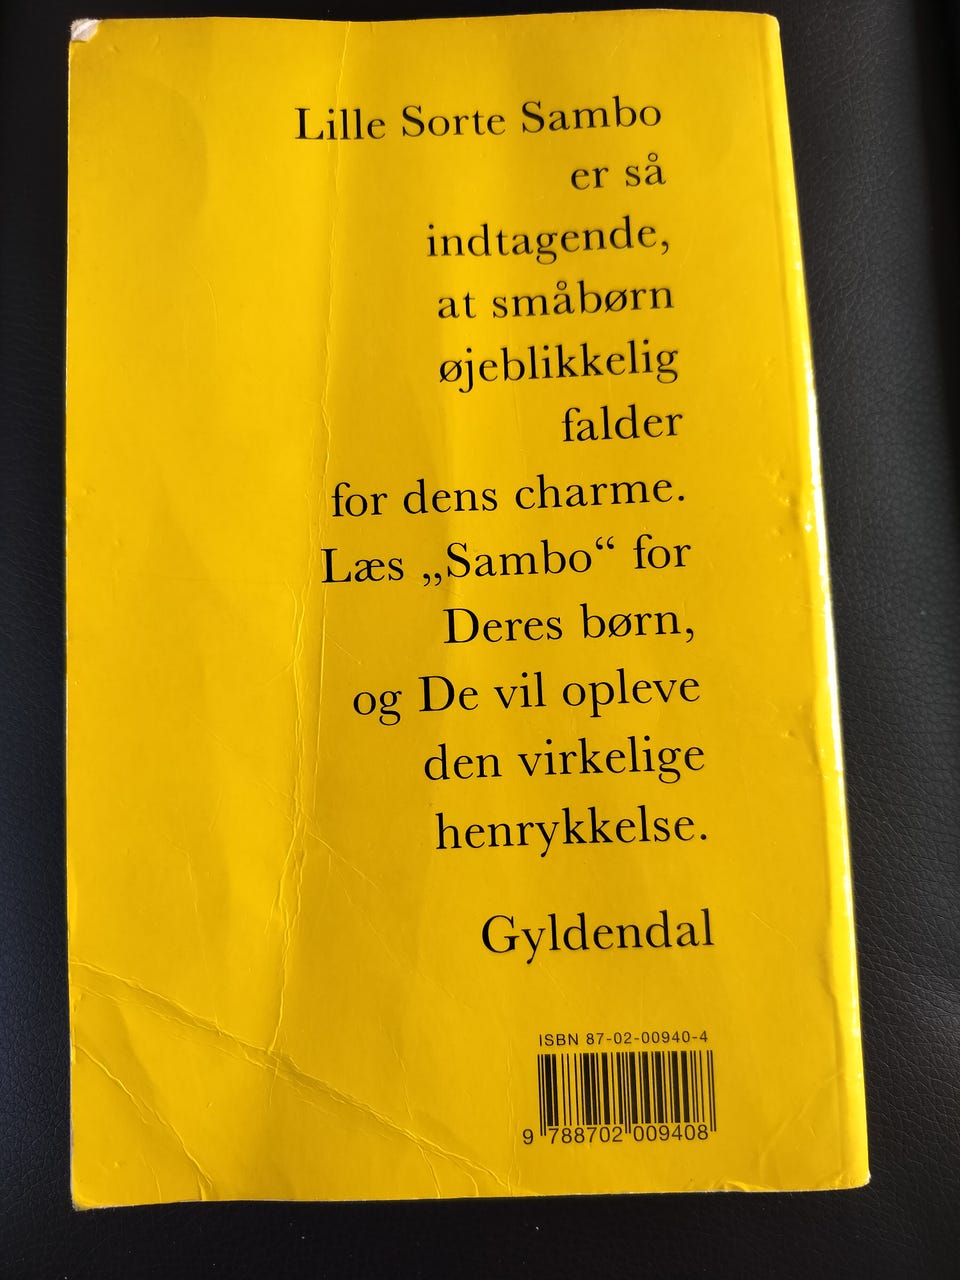 Lille Sorte Sambo
er så
indtagende,
at småbørn
øjeblikkelig
falder
for dens charme.
Læs „Sambo“ for
Deres børn,
og De vil opleve
den virkelige
henrykkelse.
Gyldendal
ISBN 87-02-00940-4
9 788702 009408